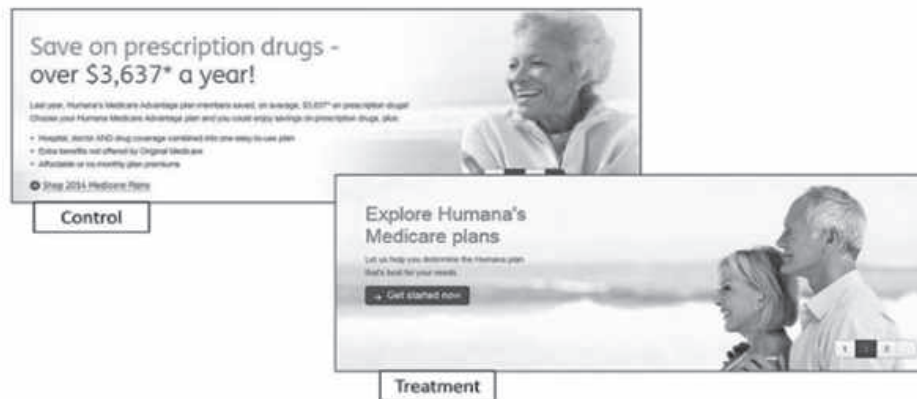 Save on prescription drugs -
over $3,637* a year!
Last year, Humana's Medicare Advantage plan members saved, on average, $3,637* on prescription drugs!
Choose your Humana Medicare Advantage plan and you could enjoy savings on prescription drugs, plus:
• Hospital, doctor AND drug coverage combined into one easy-to-use plan
• Extra benefits not offered by Original Medicare
• Affordable or no monthly plan premiums
Shop 2014 Medicare Plans
Control
Explore Humana's
Medicare plans
Let us help you determine the Humana plan
that's best for your needs.
Get started now
1
2
Treatment